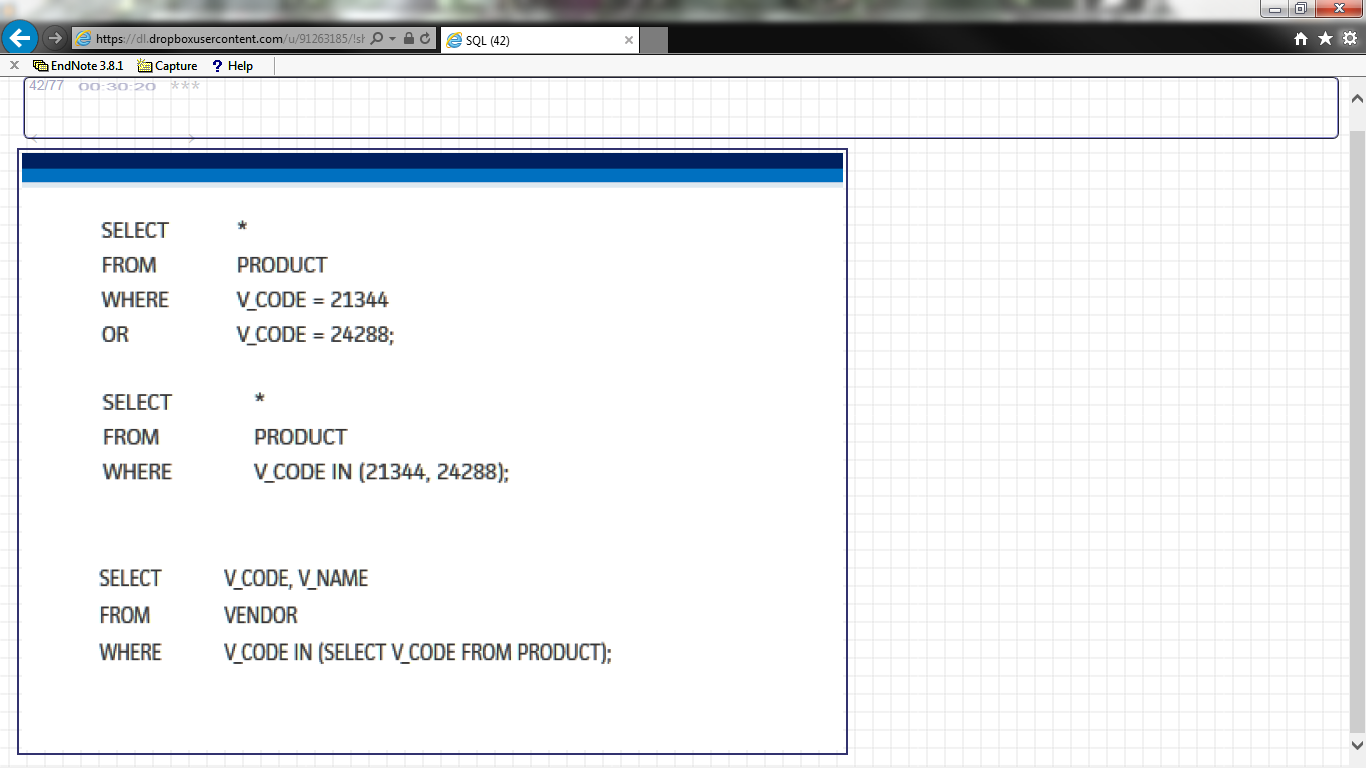 https://dl.dropboxusercontent.com/u/91263185/!sh
SQL (42)
EndNote 3.8.1 Capture ? Help
42/77 00:30:20 ***
SELECT *
FROM PRODUCT
WHERE V_CODE = 21344
OR V_CODE = 24288;
SELECT *
FROM PRODUCT
WHERE V_CODE IN (21344, 24288);
SELECT V_CODE, V_NAME
FROM VENDOR
WHERE V_CODE IN (SELECT V_CODE FROM PRODUCT);